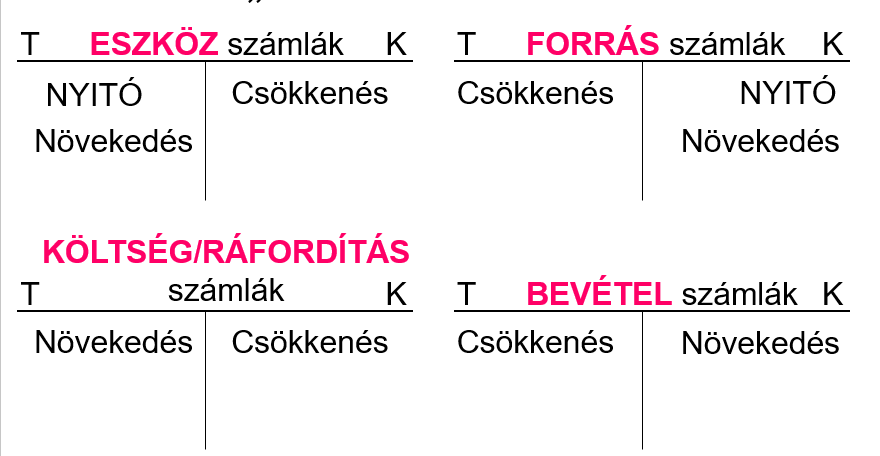 T ESZKÖZ számlák K
NYITÓ Csökkenés
Növekedés
T FORRÁS számlák K
Csökkenés NYITÓ
Növekedés
KÖLTSÉG/RÁFORDÍTÁS
T számlák K
Növekedés Csökkenés
T BEVÉTEL számlák K
Csökkenés Növekedés